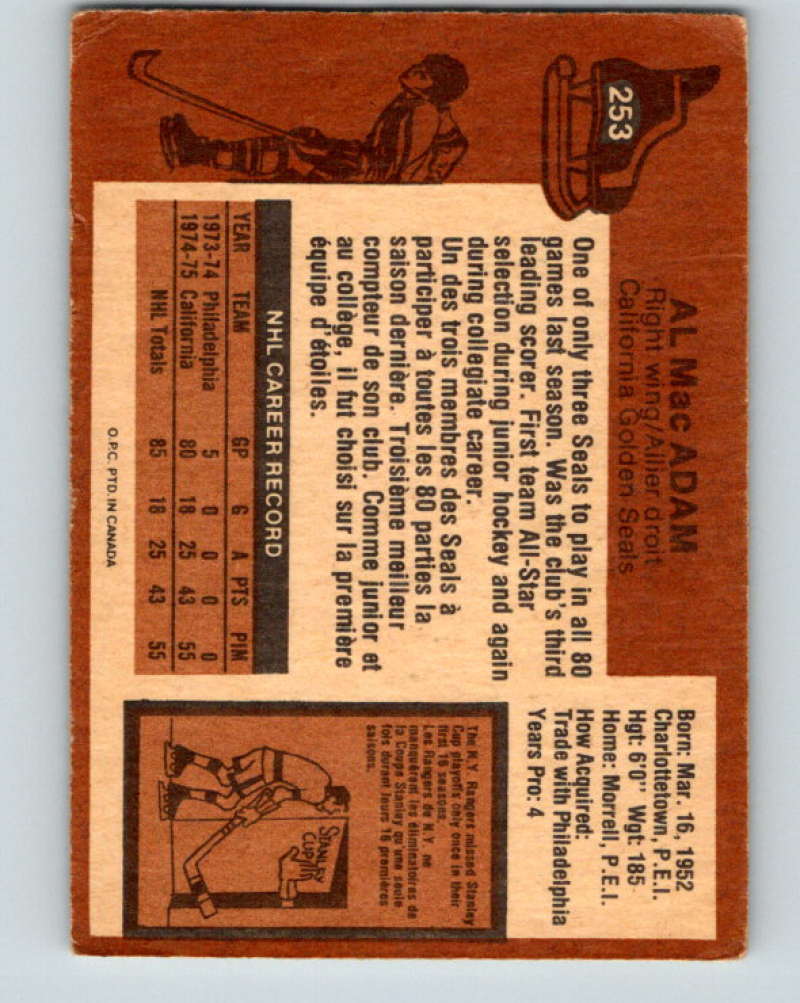 253
AL Mac ADAM
Right wing/Ailier droit
California Golden Seals
One of only three Seals to play in all 80
games last season. Was the club's third
leading scorer. First team All-Star
selection during junior hockey and again
during collegiate career.
Un des trois membres des Seals à
participer à toutes les 80 parties la
saison dernière. Troisième meilleur
compteur de son club. Comme junior et
au collège, il fut choisi sur la première
équipe d'étoiles.
NHL CAREER RECORD
YEAR TEAM GP G A PTS PIM
1973-74 Philadelphia 5 0 0 0 0
1974-75 California 80 18 25 43 55
NHL Totals 85 18 25 43 55
O.P.C. PTD. IN CANADA
Born: Mar. 16, 1952
Charlottetown, P.E.I.
Hgt: 6'0" Wgt: 185
Home: Morrell, P.E.I.
How Acquired:
Trade with Philadelphia
Years Pro: 4
The N.Y. Rangers missed Stanley
Cup playoffs only once in their
first 16 seasons.
Les Rangers de N.Y. ne
manquèrent les éliminatoires de
la Coupe Stanley qu'une seule
fois durant leurs 16 premières
saisons.
STANLEY
CUP